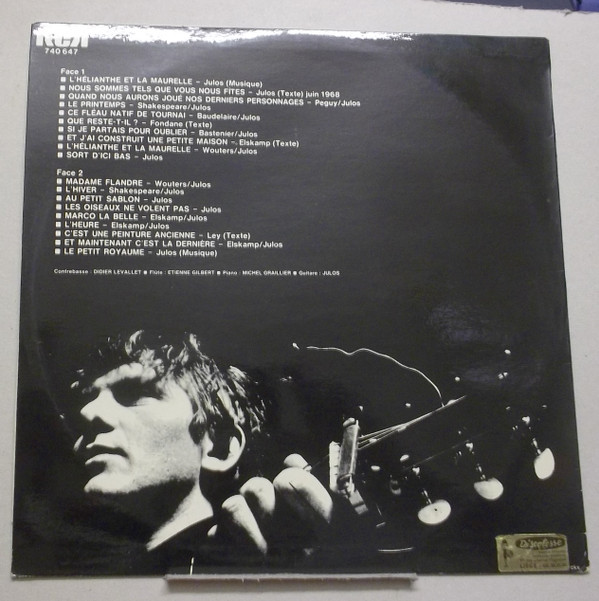 RCA
740 647
Face 1
■ L'HÉLIANTHE ET LA MAURELLE – Julos (Musique)
■ NOUS SOMMES TELS QUE VOUS NOUS FITES – Julos (Texte) juin 1968
■ QUAND NOUS AURONS JOUÉ NOS DERNIERS PERSONNAGES – Peguy/Julos
■ LE PRINTEMPS – Shakespeare/Julos
■ CE FLÉAU NATIF DE TOURNAI – Baudelaire/Julos
■ QUE RESTE-T-IL ? – Fondane (Texte)
■ SI JE PARTAIS POUR OUBLIER – Bastenier/Julos
■ ET J'AI CONSTRUIT UNE PETITE MAISON – Elskamp (Texte)
■ L'HÉLIANTHE ET LA MAURELLE – Wouters/Julos
■ SORT D'ICI BAS – Julos
Face 2
■ MADAME FLANDRE – Wouters/Julos
■ L'HIVER – Shakespeare/Julos
■ AU PETIT SABLON – Julos
■ LES OISEAUX NE VOLENT PAS – Julos
■ MARCO LA BELLE – Elskamp/Julos
■ L'HEURE – Elskamp/Julos
■ C'EST UNE PEINTURE ANCIENNE – Ley (Texte)
■ ET MAINTENANT C'EST LA DERNIÈRE – Elskamp/Julos
■ LE PETIT ROYAUME – Julos (Musique)
Contrebasse : DIDIER LEVALLET ■ Flûte : ETIENNE GILBERT ■ Piano : MICHEL GRAILLIER ■ Guitare : JULOS